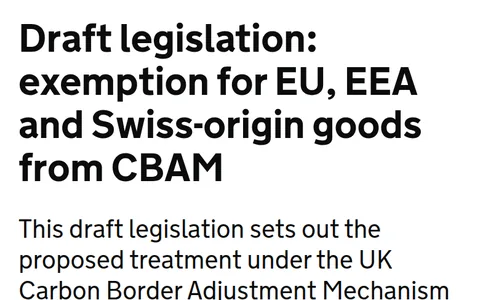 Draft legislation:
exemption for EU, EEA
and Swiss-origin goods
from CBAM
This draft legislation sets out the
proposed treatment under the UK
Carbon Border Adjustment Mechanism